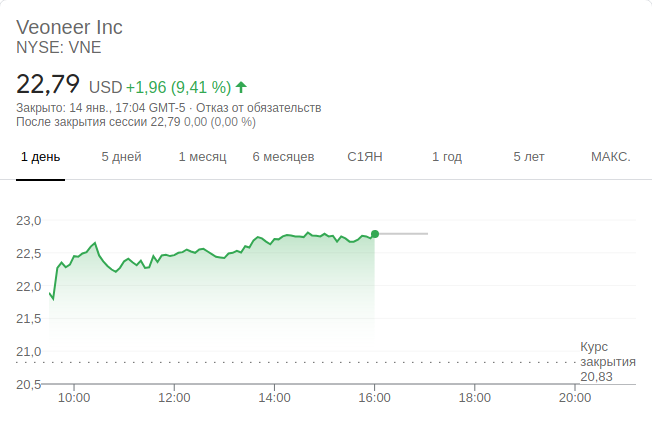 Veoneer Inc
NYSE: VNE
22,79 USD +1,96 (9,41 %)
Закрыто: 14 янв., 17:04 GMT-5 · Отказ от обязательств
После закрытия сессии 22,79 0,00 (0,00 %)
1 день 5 дней 1 месяц 6 месяцев С1ЯН 1 год 5 лет МАКС.
23,0
22,5
22,0
21,5
21,0
Курс
закрытия
20,83
20,5
10:00 12:00 14:00 16:00 18:00 20:00